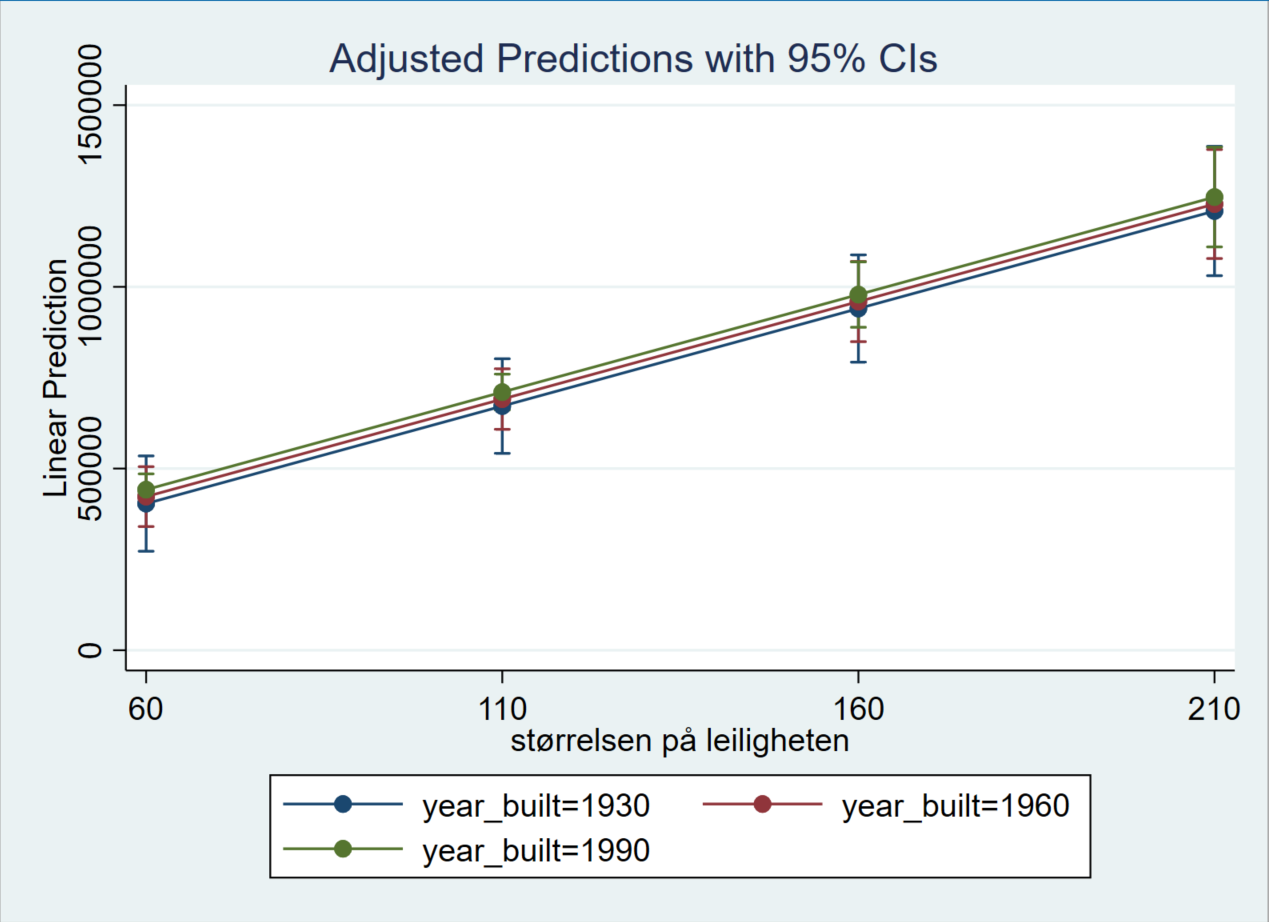 Adjusted Predictions with 95% CIs
Linear Prediction
1500000
1000000
500000
0
60 110 160 210
størrelsen på leiligheten
year_built=1930 year_built=1960
year_built=1990